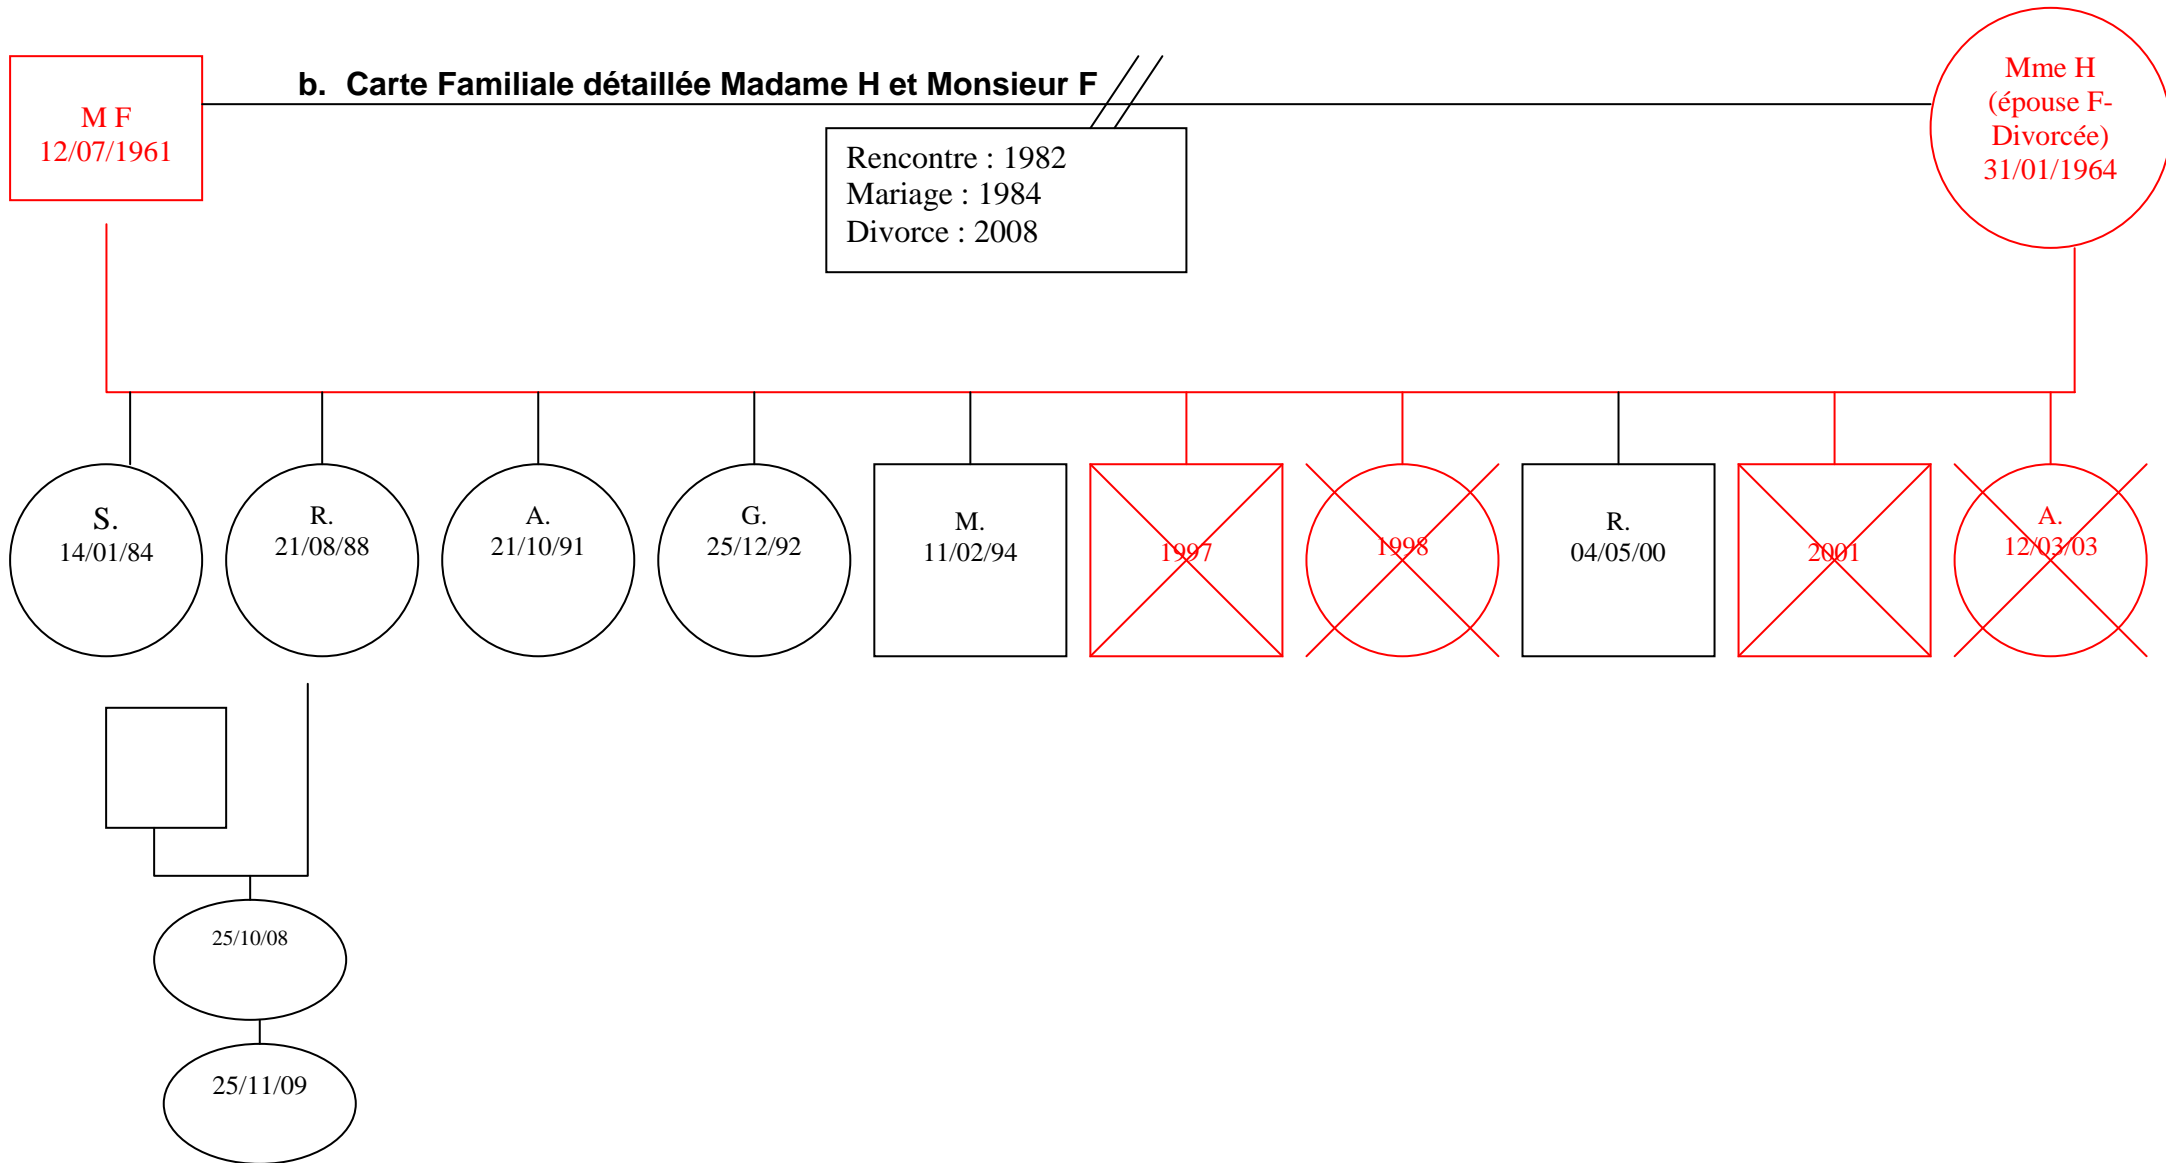 b. Carte Familiale détaillée Madame H et Monsieur F
M F
12/07/1961
Mme H
(épouse F-
Divorcée)
31/01/1964
Rencontre : 1982
Mariage : 1984
Divorce : 2008
S.
14/01/84
R.
21/08/88
A.
21/10/91
G.
25/12/92
M.
11/02/94
1997
1998
R.
04/05/00
2001
A.
12/03/03
25/10/08
25/11/09